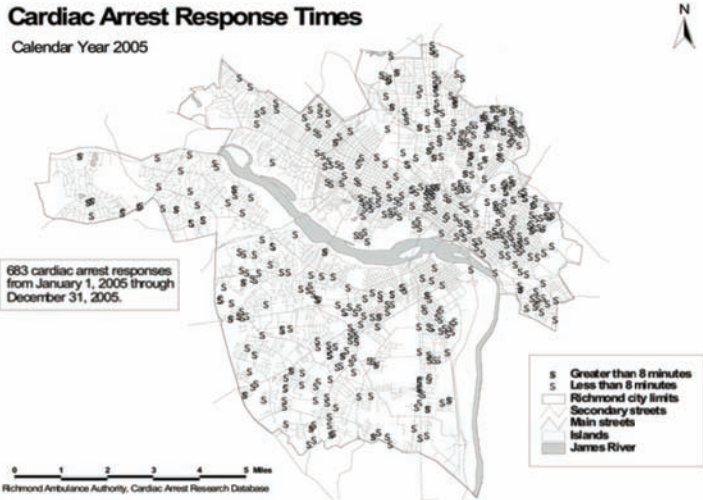 Cardiac Arrest Response Times
Calendar Year 2005
N
683 cardiac arrest responses
from January 1, 2005 through
December 31, 2005.
S Greater than 8 minutes
S Less than 8 minutes
Richmond city limits
Secondary streets
Main streets
Islands
James River
0 1 2 3 4 5 Miles
Richmond Ambulance Authority, Cardiac Arrest Research Database